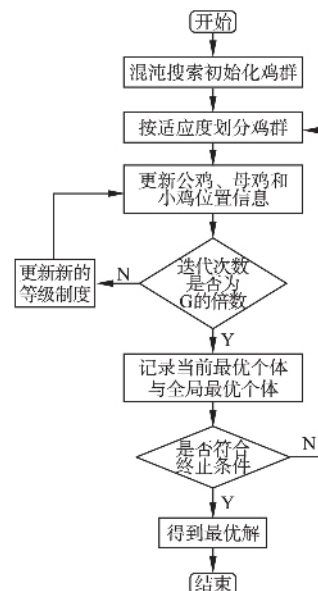 开始
混沌搜索初始化鸡群
按适应度划分鸡群
更新公鸡、母鸡和
小鸡位置信息
更新新的
等级制度
N
迭代次数
是否为
G的倍数
Y
记录当前最优个体
与全局最优个体
是否符合
终止条件
N
Y
得到最优解
结束